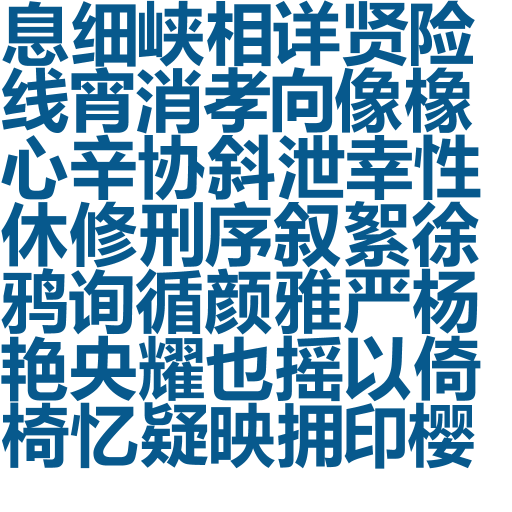 息细峡相详贤险
线宵消孝向像橡
心辛协斜泄幸性
休修刑序叙絮徐
鸦询循颜雅严杨
艳央耀也摇以倚
椅忆疑映拥印樱